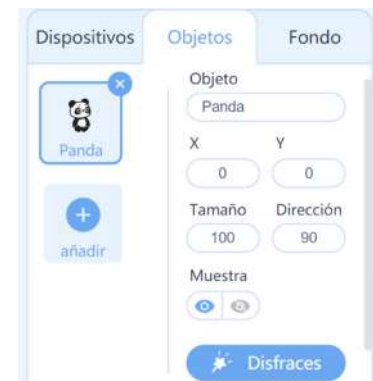 Dispositivos Objetos Fondo
Panda
añadir
Objeto
Panda
X Y
0 0
Tamaño Dirección
100 90
Muestra
Disfraces